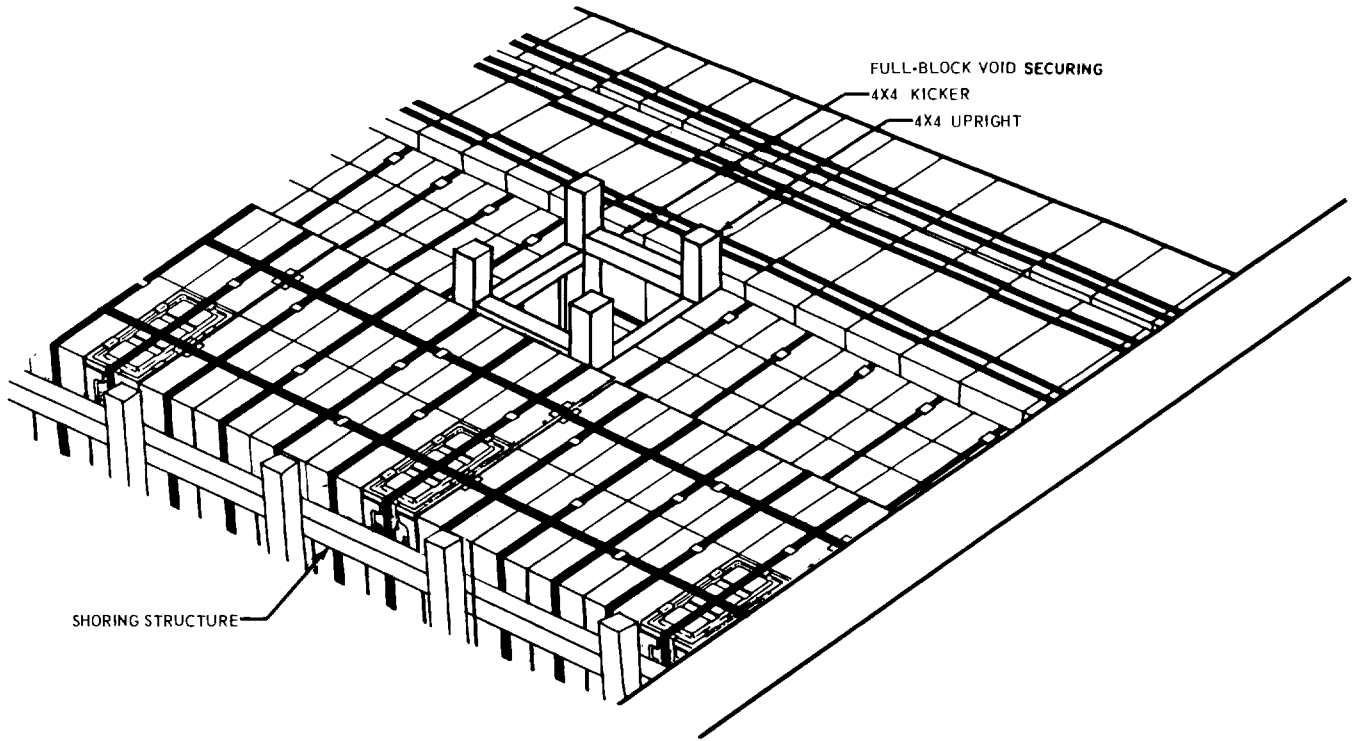 FULL-BLOCK VOID SECURING
4X4 KICKER
4X4 UPRIGHT
SHORING STRUCTURE